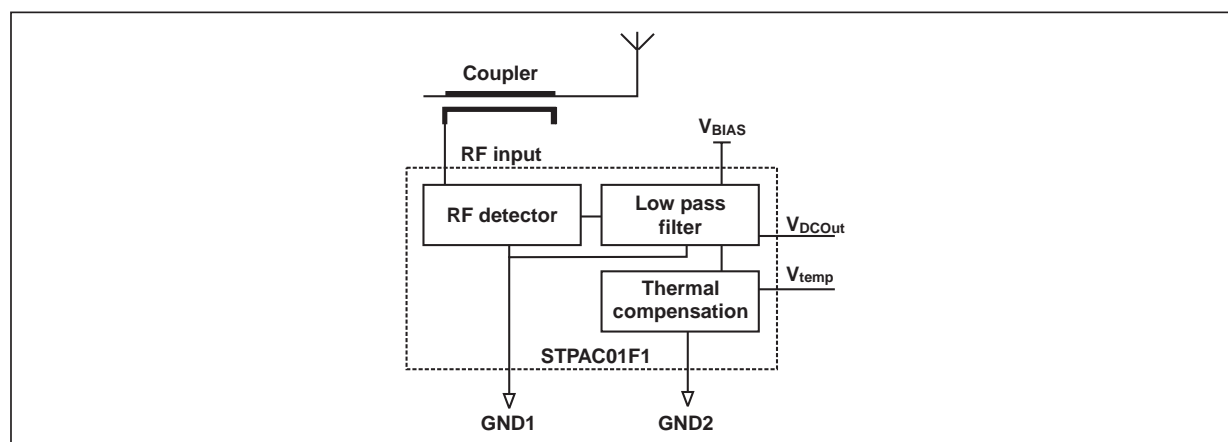 Coupler
VBIAS
RF input
RF detector
Low pass
filter
VDCOut
Vtemp
Thermal
compensation
STPAC01F1
GND1
GND2